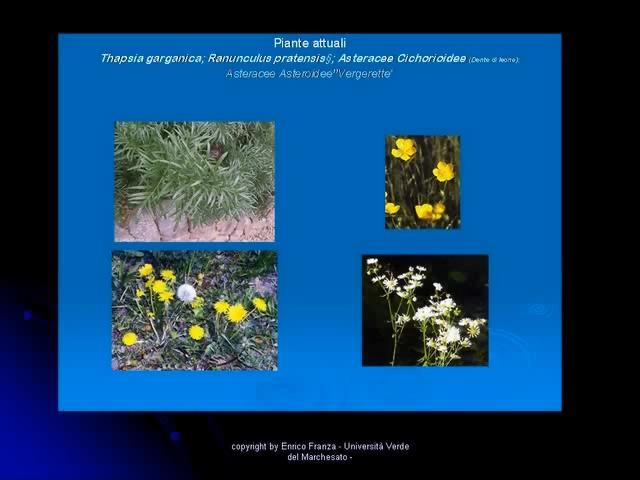 Piante attuali
Thapsia garganica; Ranunculus pratensis§; Asteracee Cichorioidee (Dente di leone);
Asteracee Asteroidee"Vergerette'
copyright by Enrico Franza - Università Verde
del Marchesato -